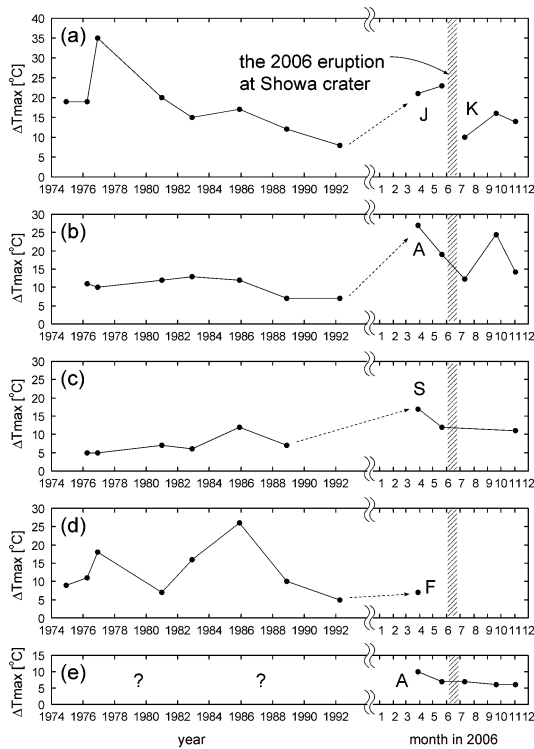 (a)
ΔTmax [°C]
40
35
30
25
20
15
10
5
0
the 2006 eruption
at Showa crater
J
K
1974 1976 1978 1980 1982 1984 1986 1988 1990 1992 1 2 3 4 5 6 7 8 9 10 11 12
(b)
ΔTmax [°C]
30
25
20
15
10
5
0
A
1974 1976 1978 1980 1982 1984 1986 1988 1990 1992 1 2 3 4 5 6 7 8 9 10 11 12
(c)
ΔTmax [°C]
30
25
20
15
10
5
0
S
1974 1976 1978 1980 1982 1984 1986 1988 1990 1992 1 2 3 4 5 6 7 8 9 10 11 12
(d)
ΔTmax [°C]
30
25
20
15
10
5
0
F
1974 1976 1978 1980 1982 1984 1986 1988 1990 1992 1 2 3 4 5 6 7 8 9 10 11 12
(e)
ΔTmax [°C]
15
10
5
0
? ? A
1974 1976 1978 1980 1982 1984 1986 1988 1990 1992 1 2 3 4 5 6 7 8 9 10 11 12
year month in 2006